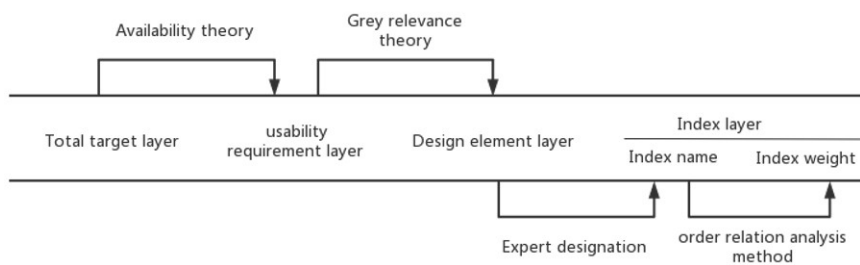 Availability theory
Grey relevance
theory
Total target layer
usability
requirement layer
Design element layer
Index layer
Index name
Index weight
Expert designation
order relation analysis
method